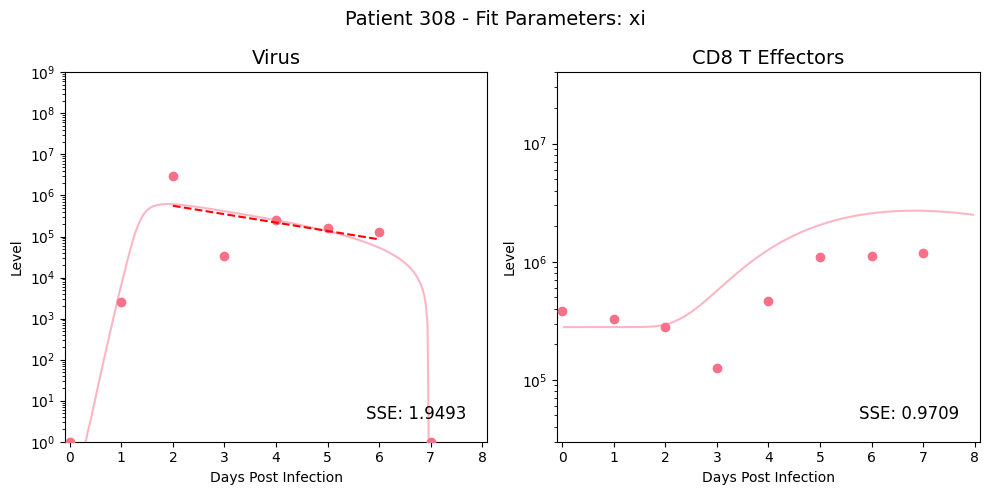 Patient 308 - Fit Parameters: xi
Virus
CD8 T Effectors
Level
10⁹
10⁸
10⁷
10⁶
10⁵
10⁴
10³
10²
10¹
10⁰
SSE: 1.9493
0 1 2 3 4 5 6 7 8
Days Post Infection
Level
10⁷
10⁶
10⁵
SSE: 0.9709
0 1 2 3 4 5 6 7 8
Days Post Infection